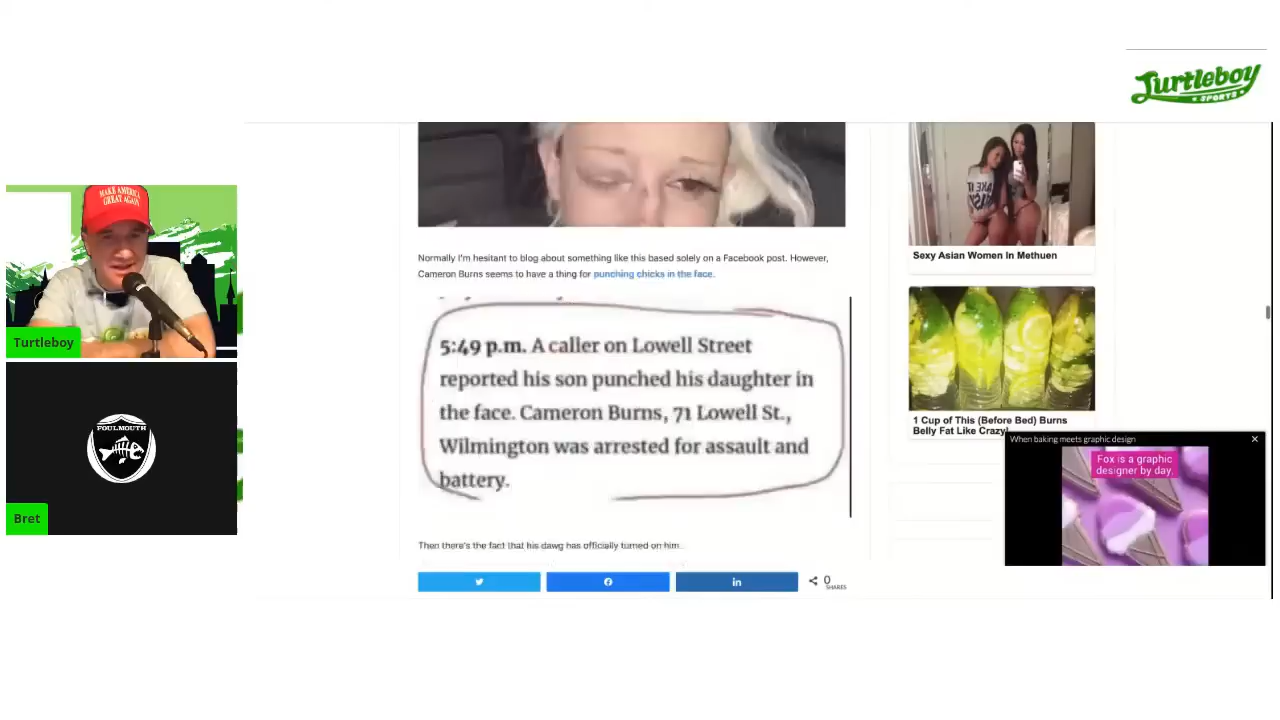 Turtleboy
SPORTS
MAKE AMERICA
GREAT AGAIN
Turtleboy
FOULMOUTH
Bret
Normally I'm hesitant to blog about something like this based solely on a Facebook post. However,
Cameron Burns seems to have a thing for punching chicks in the face.
5:49 p.m. A caller on Lowell Street
reported his son punched his daughter in
the face. Cameron Burns, 71 Lowell St.,
Wilmington was arrested for assault and
battery.
Then there's the fact that his dawg has officially turned on him.
0
SHARES
Sexy Asian Women In Methuen
1 Cup of This (Before Bed) Burns
Belly Fat Like Crazy!
When baking meets graphic design
Fox is a graphic
designer by day,